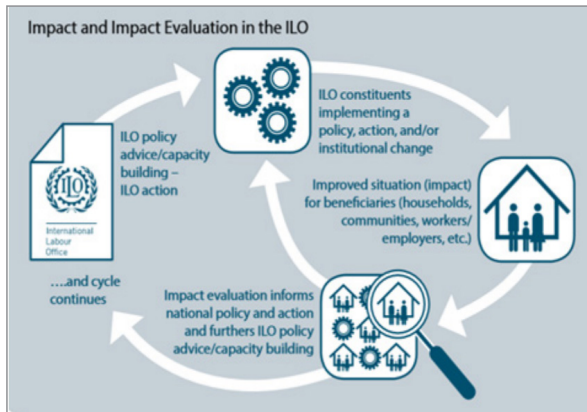 Impact and Impact Evaluation in the ILO
ILO policy
advice/capacity
building –
ILO action
ILO constituents
implementing a
policy, action, and/or
institutional change
Improved situation (impact)
for beneficiaries (households,
communities, workers/
employers, etc.)
ILO
International
Labour
Office
....and cycle
continues
Impact evaluation informs
national policy and action
and furthers ILO policy
advice/capacity building